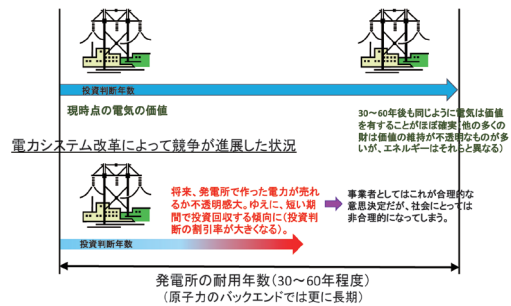 投資判断年数
現時点の電気の価値
30～60年後も同じように電気は価値
を有することがほぼ確実(他の多くの
財は価値の維持が不透明なものが多
いが、エネルギーはそれらと異なる)
電力システム改革によって競争が進展した状況
将来、発電所で作った電力が売れ
るか不透明感大。ゆえに、短い期
間で投資回収する傾向に(投資判
断の割引率が大きくなる)。
事業者としてはこれが合理的な
意思決定だが、社会にとっては
非合理的になってしまう。
投資判断年数
発電所の耐用年数(30～60年程度)
(原子力のバックエンドでは更に長期)